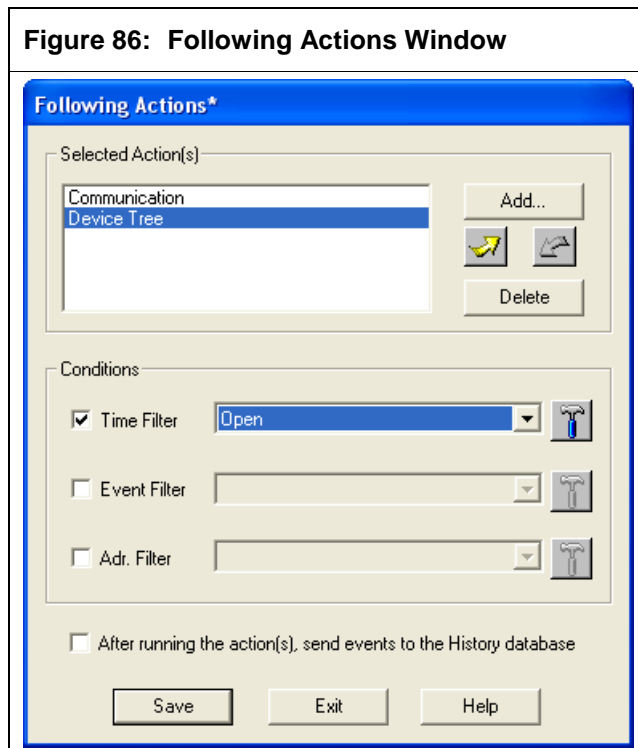 Figure 86: Following Actions Window
Following Actions*
Selected Action(s)
Communication
Device Tree
Add...
Delete
Conditions
Time Filter
Open
Event Filter
Adr. Filter
After running the action(s), send events to the History database
Save
Exit
Help